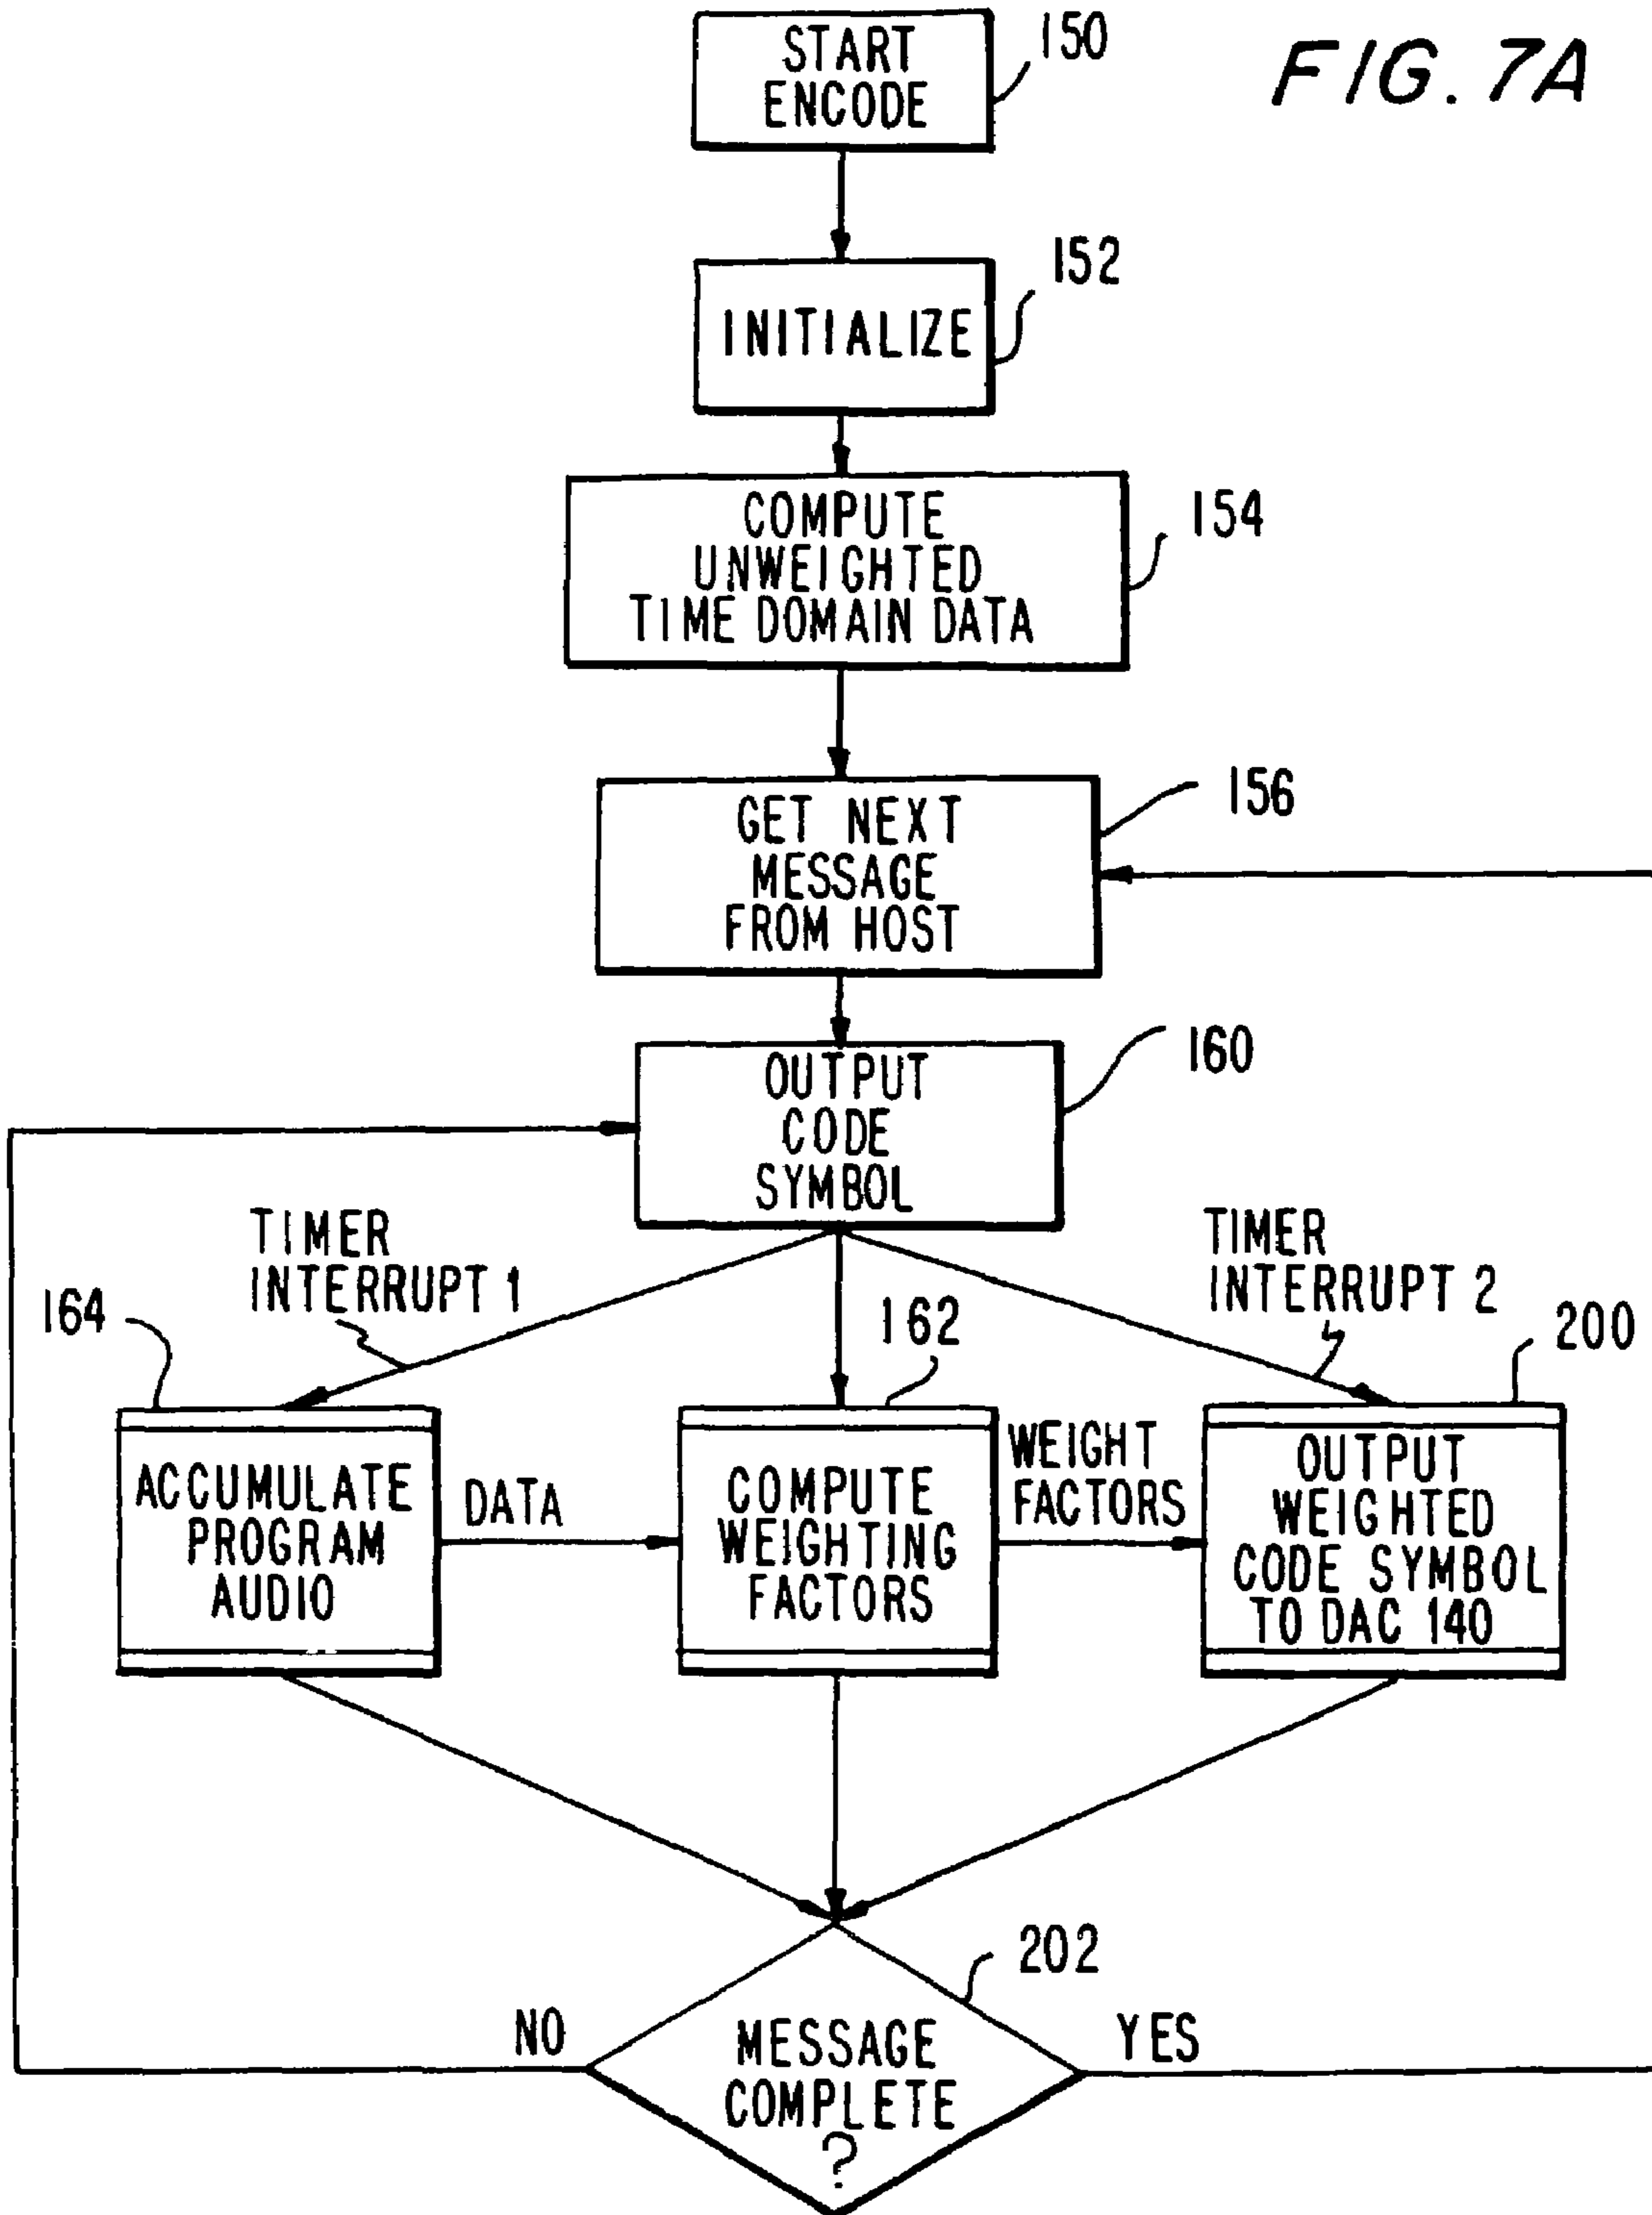 FIG. 7A
START
ENCODE
150
INITIALIZE
152
COMPUTE
UNWEIGHTED
TIME DOMAIN DATA
154
GET NEXT
MESSAGE
FROM HOST
156
OUTPUT
CODE
SYMBOL
160
TIMER
INTERRUPT 1
TIMER
INTERRUPT 2
164
162
200
ACCUMULATE
PROGRAM
AUDIO
DATA
COMPUTE
WEIGHTING
FACTORS
WEIGHT
FACTORS
OUTPUT
WEIGHTED
CODE SYMBOL
TO DAC 140
202
NO
MESSAGE
COMPLETE
?
YES